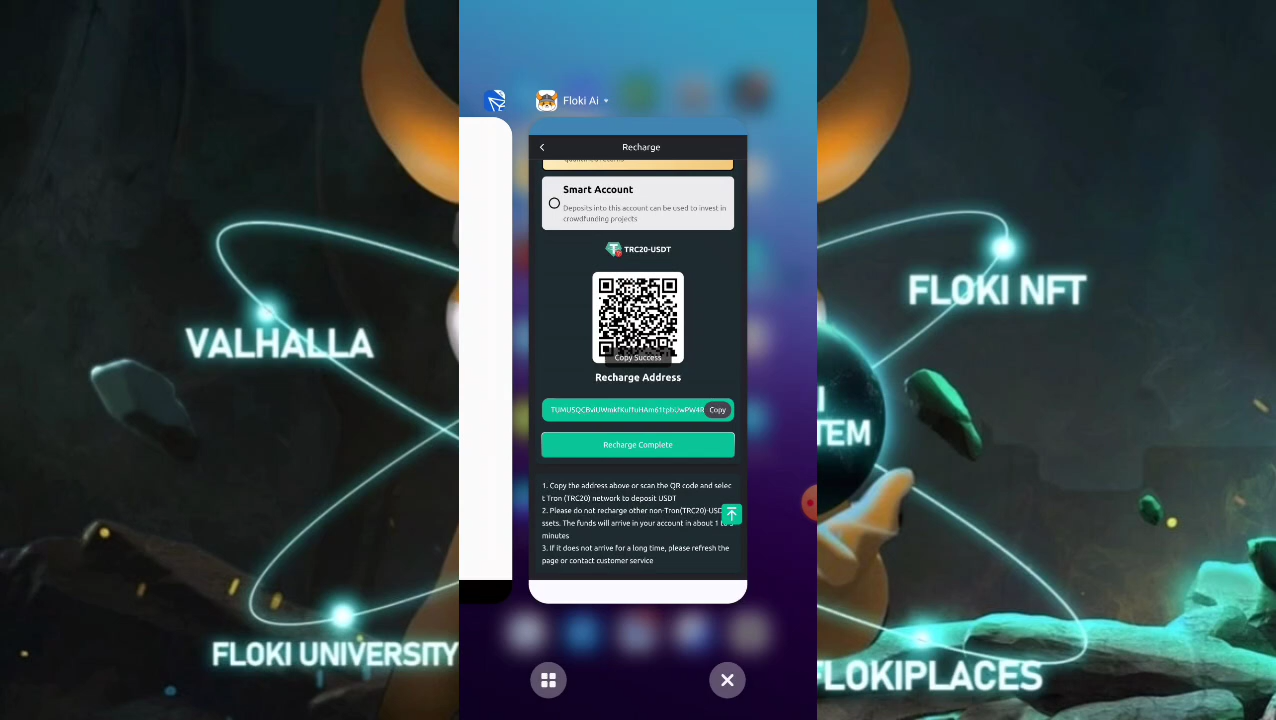 Floki Ai
Recharge
Smart Account
Deposits into this account can be used to invest in
crowdfunding projects
TRC20-USDT
Copy Success
Recharge Address
Copy
Recharge Complete
1. Copy the address above or scan the QR code and selec
t Tron (TRC20) network to deposit USDT
2. Please do not recharge other non-Tron(TRC20)-USD
ssets. The funds will arrive in your account in about 1 to
minutes
3. If it does not arrive for a long time, please refresh the
page or contact customer service
VALHALLA
FLOKI NFT
TEM
FLOKI UNIVERSITY
FLOKIPLACES